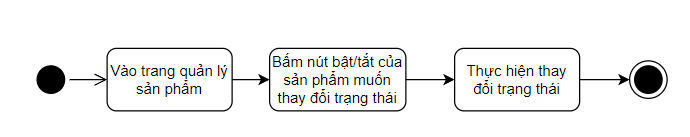 Vào trang quản lý
sản phẩm
Bấm nút bật/tắt của
sản phẩm muốn
thay đổi trạng thái
Thực hiện thay
đổi trạng thái